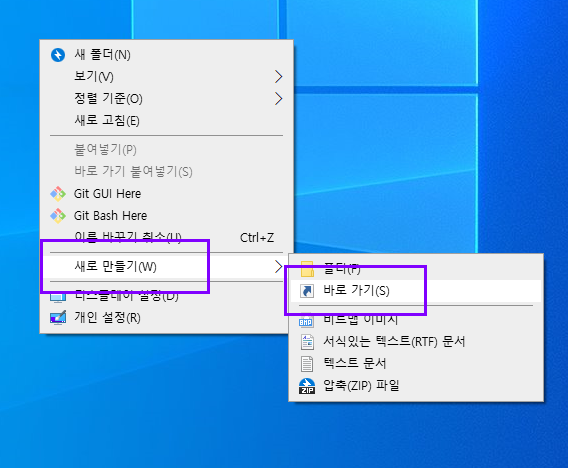 새 폴더(N)
보기(V)
정렬 기준(O)
새로 고침(E)
붙여넣기(P)
바로 가기 붙여넣기(S)
Git GUI Here
Git Bash Here
이름 바꾸기 취소(U) Ctrl+Z
새로 만들기(W)
디스플레이 설정(D)
개인 설정(R)
폴더(F)
바로 가기(S)
비트맵 이미지
서식있는 텍스트(RTF) 문서
텍스트 문서
ZIP 압축(ZIP) 파일